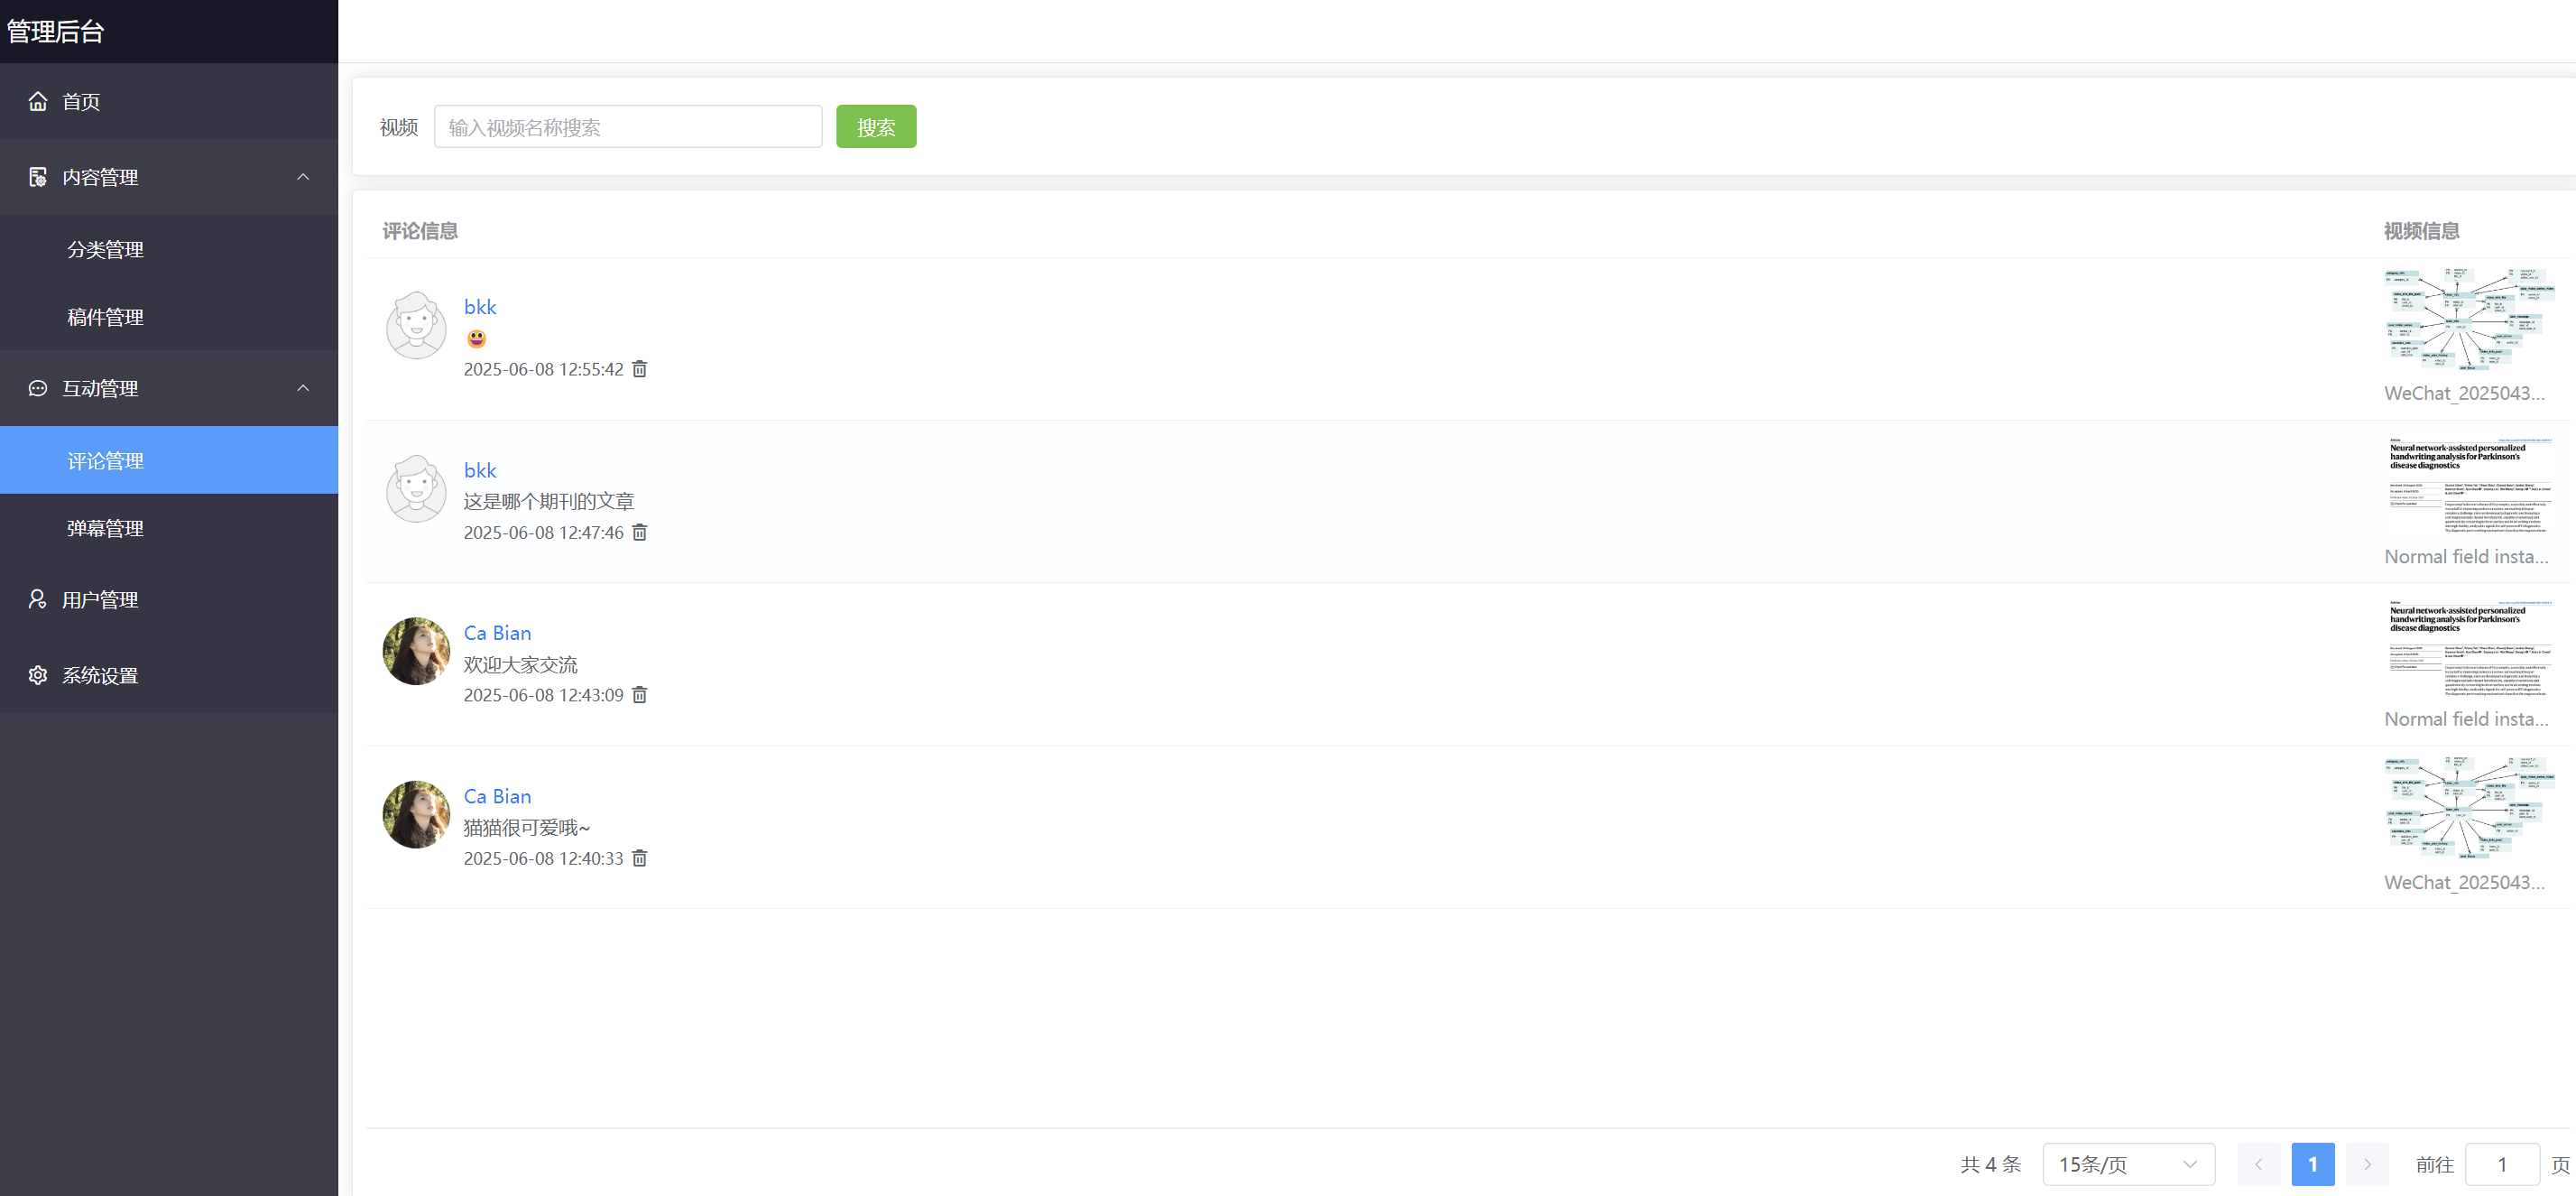 管理后台
首页
内容管理
分类管理
稿件管理
互动管理
评论管理
弹幕管理
用户管理
系统设置
视频 输入视频名称搜索 搜索
评论信息 视频信息
bkk
2025-06-08 12:55:42
WeChat_2025043...
bkk
这是哪个期刊的文章
2025-06-08 12:47:46
Neural network-assisted personalized
handwriting analysis for Parkinson's
disease diagnostics
Normal field insta...
Ca Bian
欢迎大家交流
2025-06-08 12:43:09
Neural network-assisted personalized
handwriting analysis for Parkinson's
disease diagnostics
Normal field insta...
Ca Bian
猫猫很可爱哦~
2025-06-08 12:40:33
WeChat_2025043...
共 4 条 15条/页 1 前往 1 页